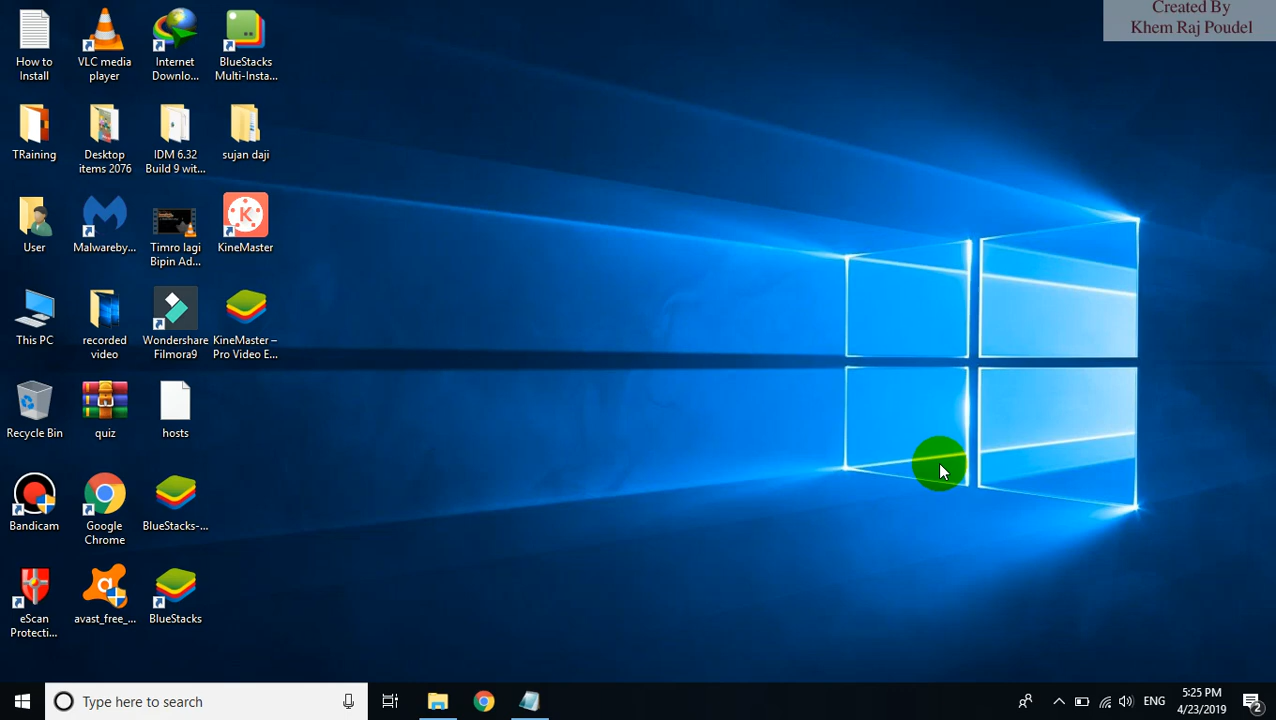 Created By
Khem Raj Poudel
How to
Install
VLC media
player
Internet
Downlo...
BlueStacks
Multi-Insta...
TRaining
Desktop
items 2076
IDM 6.32
Build 9 wit...
sujan daji
User
Malwareby...
Timro lagi
Bipin Ad...
KineMaster
This PC
recorded
video
Wondershare
Filmora9
KineMaster –
Pro Video E...
Recycle Bin
quiz
hosts
Bandicam
Google
Chrome
BlueStacks-...
eScan
Protecti...
avast_free_...
BlueStacks
Type here to search
ENG
5:25 PM
4/23/2019
2